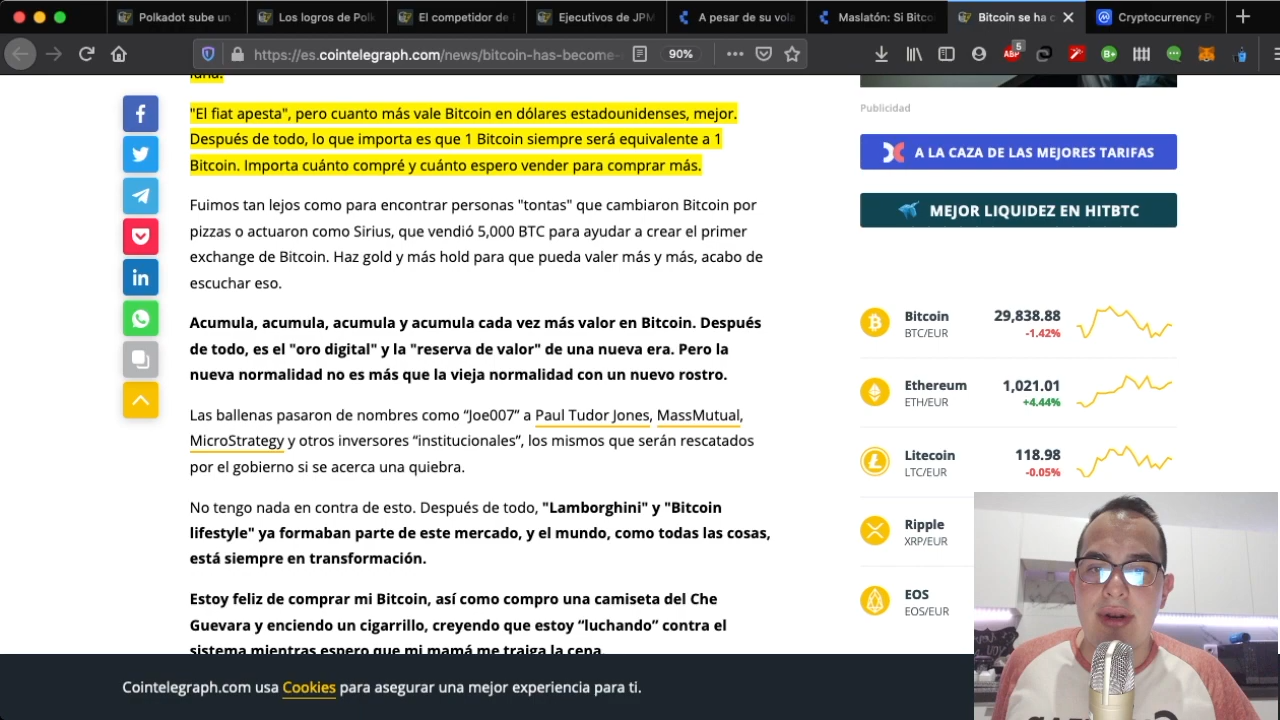 Polkadot sube un
Los logros de Polk
El competidor de
Ejecutivos de JPM
A pesar de su vola
Maslatón: Si Bitco
Bitcoin se ha c
Cryptocurrency Pr
https://es.cointelegraph.com/news/bitcoin-has-become-
90%
ABP
5
B+
luna.
"El fiat apesta", pero cuanto más vale Bitcoin en dólares estadounidenses, mejor.
Después de todo, lo que importa es que 1 Bitcoin siempre será equivalente a 1
Bitcoin. Importa cuánto compré y cuánto espero vender para comprar más.
Fuimos tan lejos como para encontrar personas "tontas" que cambiaron Bitcoin por
pizzas o actuaron como Sirius, que vendió 5,000 BTC para ayudar a crear el primer
exchange de Bitcoin. Haz gold y más hold para que pueda valer más y más, acabo de
escuchar eso.
Acumula, acumula, acumula y acumula cada vez más valor en Bitcoin. Después
de todo, es el "oro digital" y la "reserva de valor" de una nueva era. Pero la
nueva normalidad no es más que la vieja normalidad con un nuevo rostro.
Las ballenas pasaron de nombres como “Joe007” a Paul Tudor Jones, MassMutual,
MicroStrategy y otros inversores “institucionales”, los mismos que serán rescatados
por el gobierno si se acerca una quiebra.
No tengo nada en contra de esto. Después de todo, "Lamborghini" y "Bitcoin
lifestyle" ya formaban parte de este mercado, y el mundo, como todas las cosas,
está siempre en transformación.
Estoy feliz de comprar mi Bitcoin, así como compro una camiseta del Che
Guevara y enciendo un cigarrillo, creyendo que estoy “luchando” contra el
sistema mientras espero que mi mamá me traiga la cena.
Publicidad
A LA CAZA DE LAS MEJORES TARIFAS
MEJOR LIQUIDEZ EN HITBTC
Bitcoin 29,838.88
BTC/EUR -1.42%
Ethereum 1,021.01
ETH/EUR +4.44%
Litecoin 118.98
LTC/EUR -0.05%
Ripple
XRP/EUR
EOS
EOS/EUR
Cointelegraph.com usa Cookies para asegurar una mejor experiencia para ti.